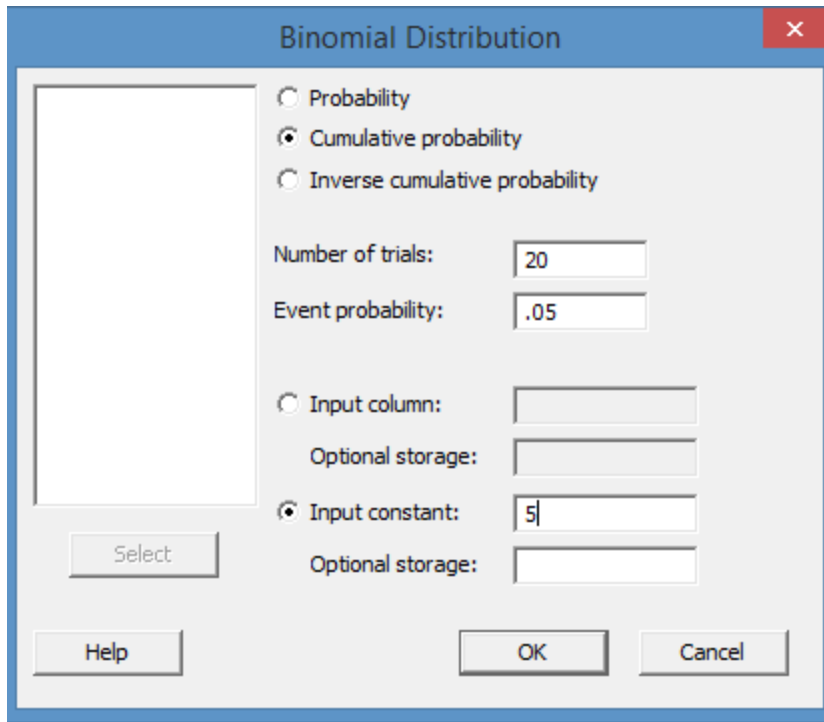 Binomial Distribution
Probability
Cumulative probability
Inverse cumulative probability
Number of trials: 20
Event probability: .05
Input column:
Optional storage:
Input constant: 5
Optional storage:
Select
Help OK Cancel